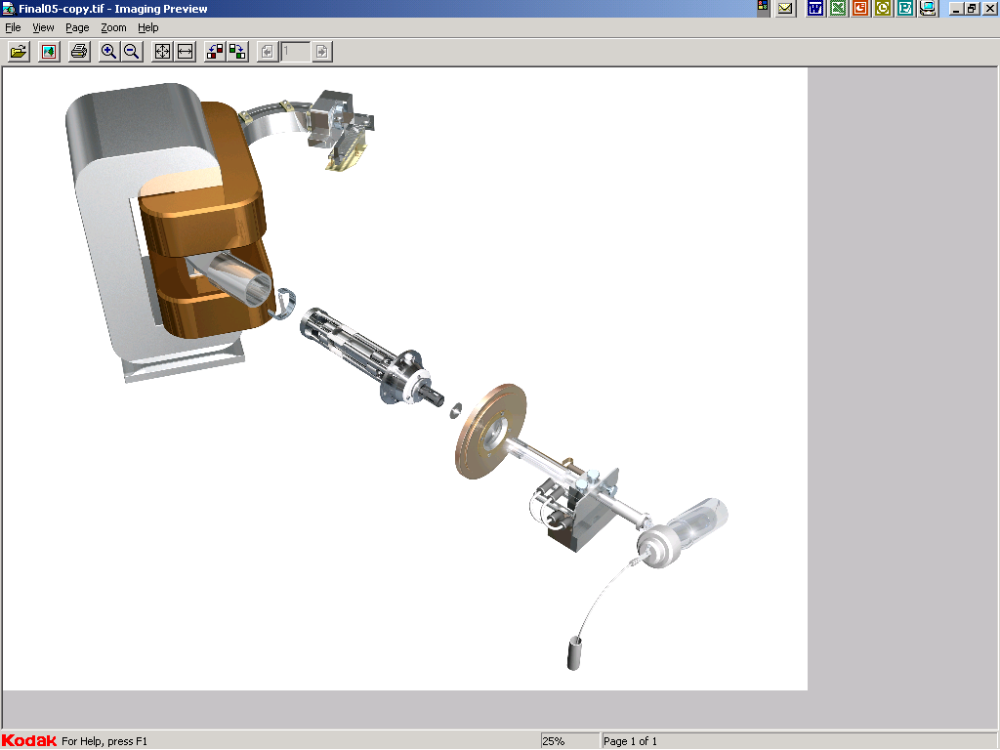 Final05-copy.tif - Imaging Preview
File View Page Zoom Help
1
Kodak For Help, press F1 25% Page 1 of 1